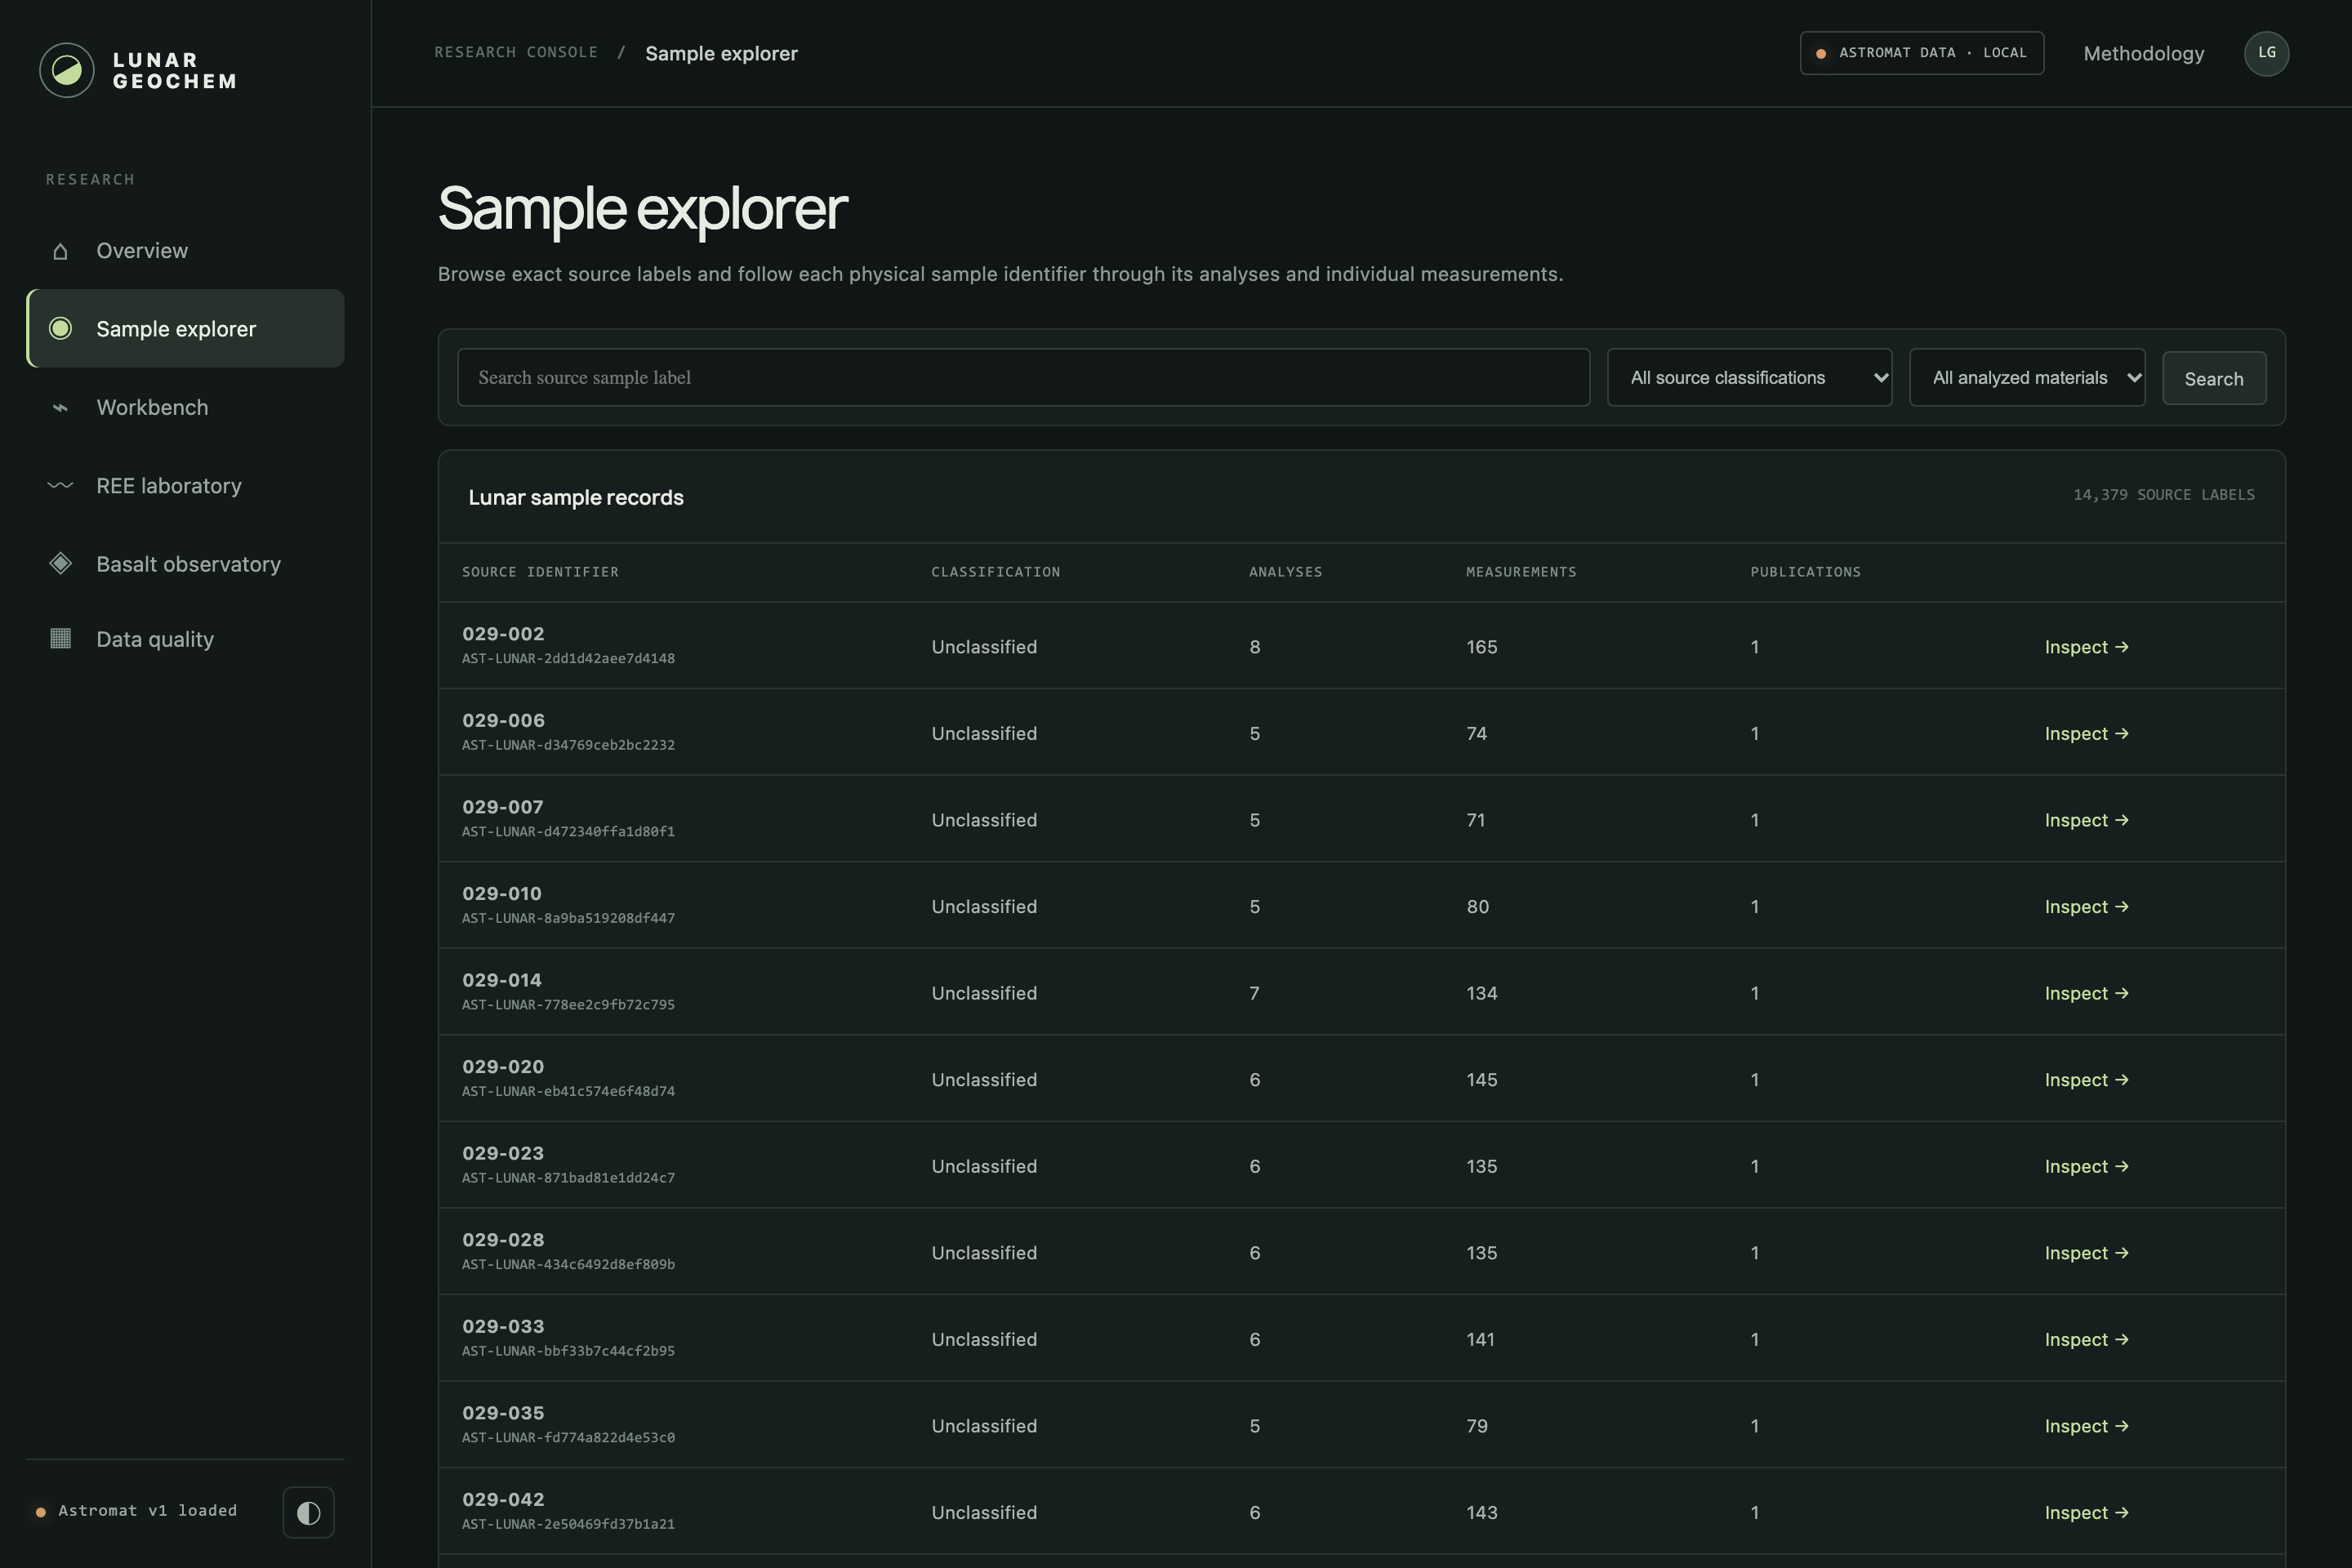 LUNAR
GEOCHEM
RESEARCH
Overview
Sample explorer
Workbench
REE laboratory
Basalt observatory
Data quality
Astromat v1 loaded
RESEARCH CONSOLE / Sample explorer
ASTROMAT DATA · LOCAL
Methodology
LG
Sample explorer
Browse exact source labels and follow each physical sample identifier through its analyses and individual measurements.
Search source sample label
All source classifications
All analyzed materials
Search
Lunar sample records
14,379 SOURCE LABELS
SOURCE IDENTIFIER CLASSIFICATION ANALYSES MEASUREMENTS PUBLICATIONS
029-002
AST-LUNAR-2dd1d42aee7d4148
Unclassified 8 165 1 Inspect →
029-006
AST-LUNAR-d34769ceb2bc2232
Unclassified 5 74 1 Inspect →
029-007
AST-LUNAR-d472340ffa1d80f1
Unclassified 5 71 1 Inspect →
029-010
AST-LUNAR-8a9ba519208df447
Unclassified 5 80 1 Inspect →
029-014
AST-LUNAR-778ee2c9fb72c795
Unclassified 7 134 1 Inspect →
029-020
AST-LUNAR-eb41c574e6f48d74
Unclassified 6 145 1 Inspect →
029-023
AST-LUNAR-871bad81e1dd24c7
Unclassified 6 135 1 Inspect →
029-028
AST-LUNAR-434c6492d8ef809b
Unclassified 6 135 1 Inspect →
029-033
AST-LUNAR-bbf33b7c44cf2b95
Unclassified 6 141 1 Inspect →
029-035
AST-LUNAR-fd774a822d4e53c0
Unclassified 5 79 1 Inspect →
029-042
AST-LUNAR-2e50469fd37b1a21
Unclassified 6 143 1 Inspect →